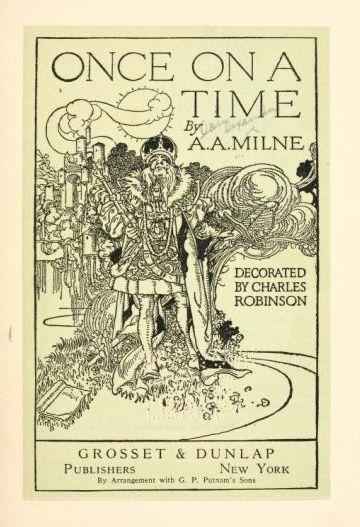 ONCE ON A
TIME
By
A.A.MILNE
DECORATED
BY CHARLES
ROBINSON
GROSSET & DUNLAP
PUBLISHERS NEW YORK
By Arrangement with G. P. Putnam's Sons